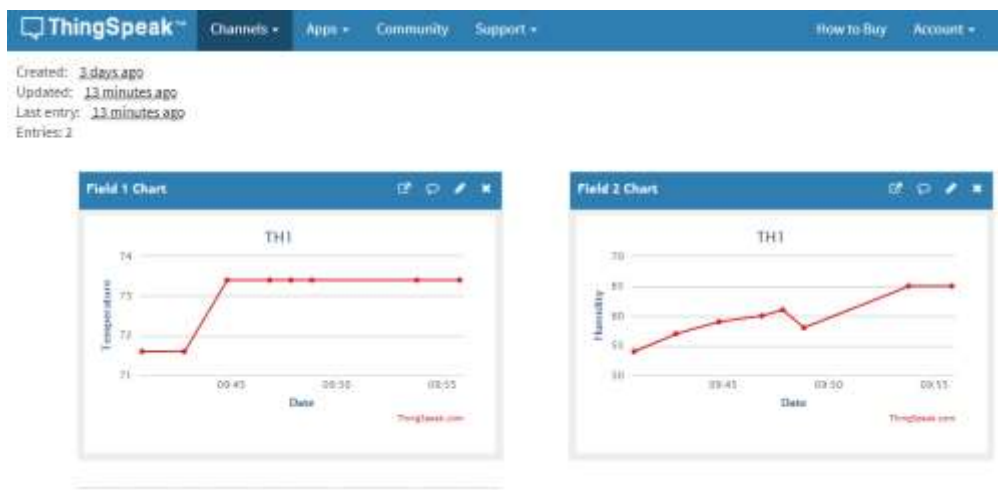 ThingSpeak™ Channels Apps Community Support How to Buy Account
Created: 3 days ago
Updated: 13 minutes ago
Last entry: 13 minutes ago
Entries: 2
Field 1 Chart
TH1
Temperature
74
73
72
71
09:45 09:50 09:55
Date
ThingSpeak.com
Field 2 Chart
TH1
Humidity
70
60
50
09:45 09:50 09:55
Date
ThingSpeak.com